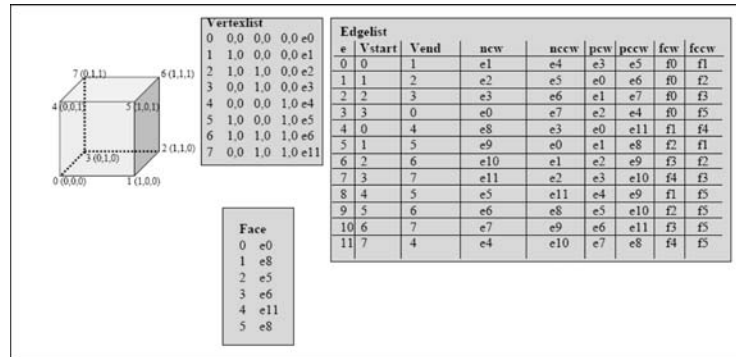 7 (0,1,1)
6 (1,1,1)
4 (0,0,1)
5 (1,0,1)
3 (0,1,0)
2 (1,1,0)
0 (0,0,0)
1 (1,0,0)
Vertexlist
0 0,0 0,0 0,0 e0
1 1,0 0,0 0,0 e1
2 1,0 1,0 0,0 e2
3 0,0 1,0 0,0 e3
4 0,0 0,0 1,0 e4
5 1,0 0,0 1,0 e5
6 1,0 1,0 1,0 e6
7 0,0 1,0 1,0 e11
Edgelist
e Vstart Vend ncw nccw pcw pccw fcw fccw
0 0 1 e1 e4 e3 e5 f0 f1
1 1 2 e2 e5 e0 e6 f0 f2
2 2 3 e3 e6 e1 e7 f0 f3
3 3 0 e0 e7 e2 e4 f0 f5
4 0 4 e8 e3 e0 e11 f1 f4
5 1 5 e9 e0 e1 e8 f2 f1
6 2 6 e10 e1 e2 e9 f3 f2
7 3 7 e11 e2 e3 e10 f4 f3
8 4 5 e5 e11 e4 e9 f1 f5
9 5 6 e6 e8 e5 e10 f2 f5
10 6 7 e7 e9 e6 e11 f3 f5
11 7 4 e4 e10 e7 e8 f4 f5
Face
0 e0
1 e8
2 e5
3 e6
4 e11
5 e8